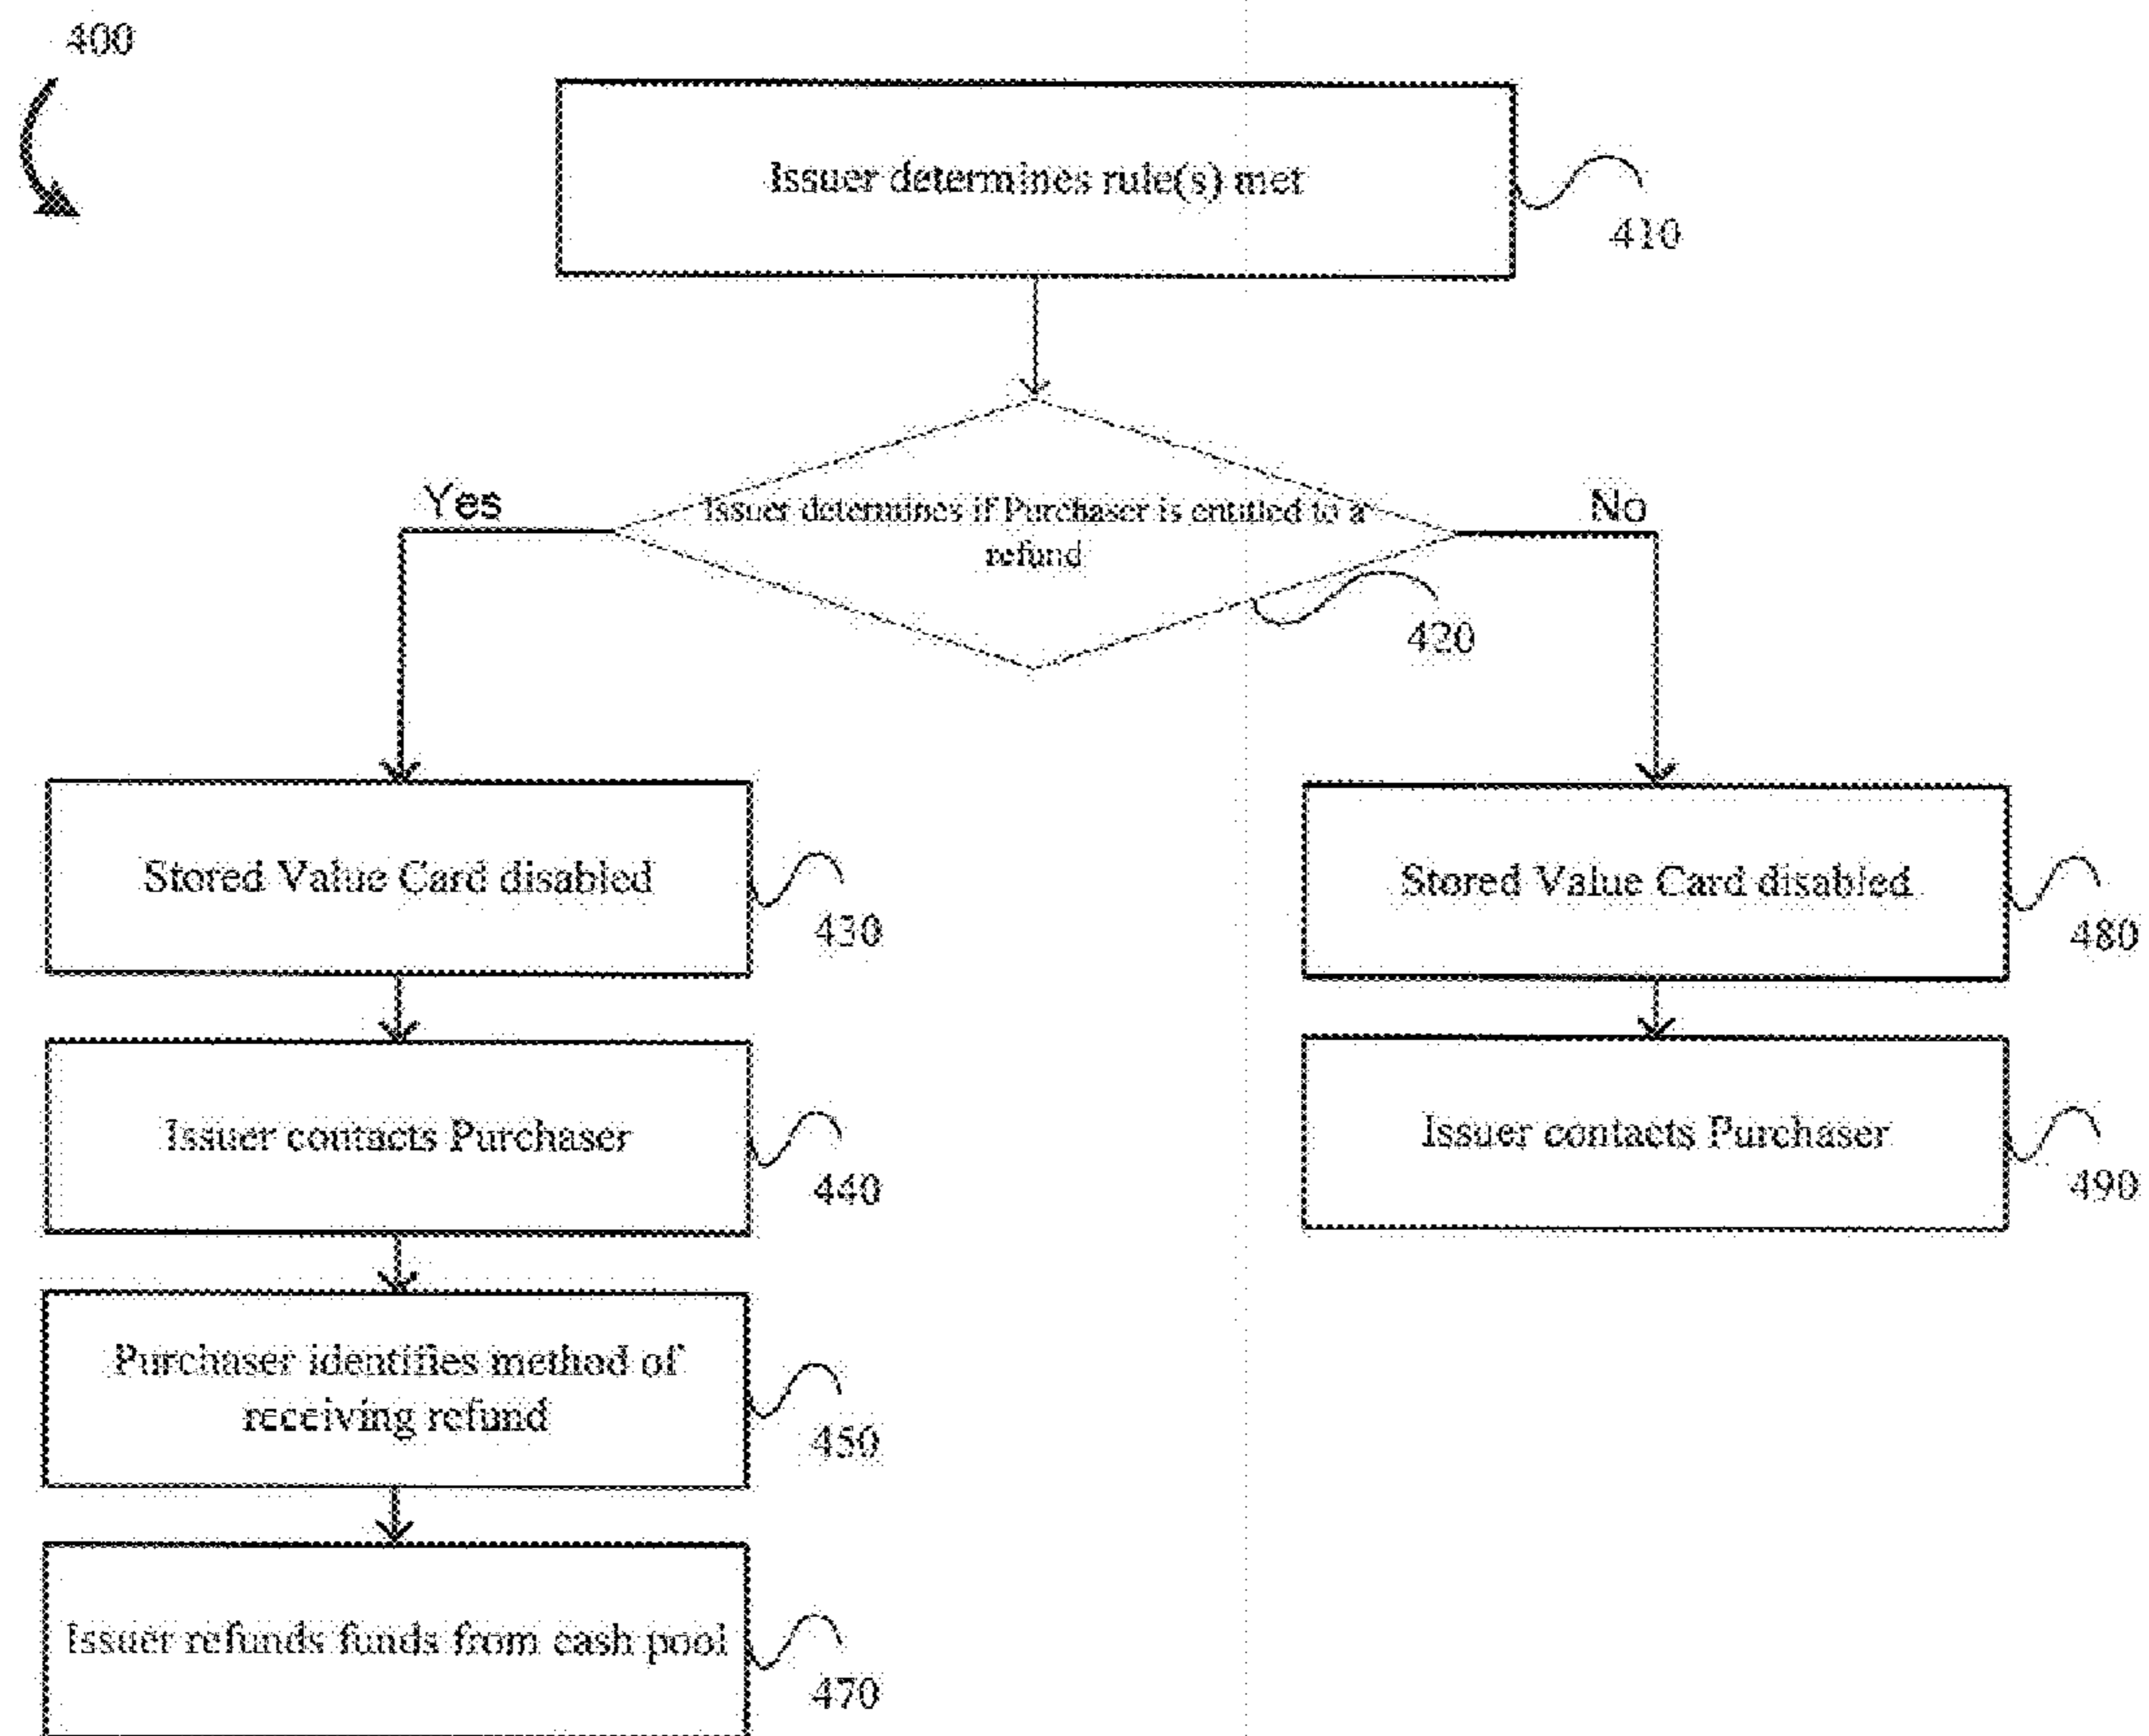 400
Issuer determines rule(s) met
410
Yes
No
Issuer determines if Purchaser is entitled to a
refund
420
Stored Value Card disabled
430
Stored Value Card disabled
480
Issuer contacts Purchaser
440
Issuer contacts Purchaser
490
Purchaser identifies method of
receiving refund
450
Issuer refunds funds from cash pool
470